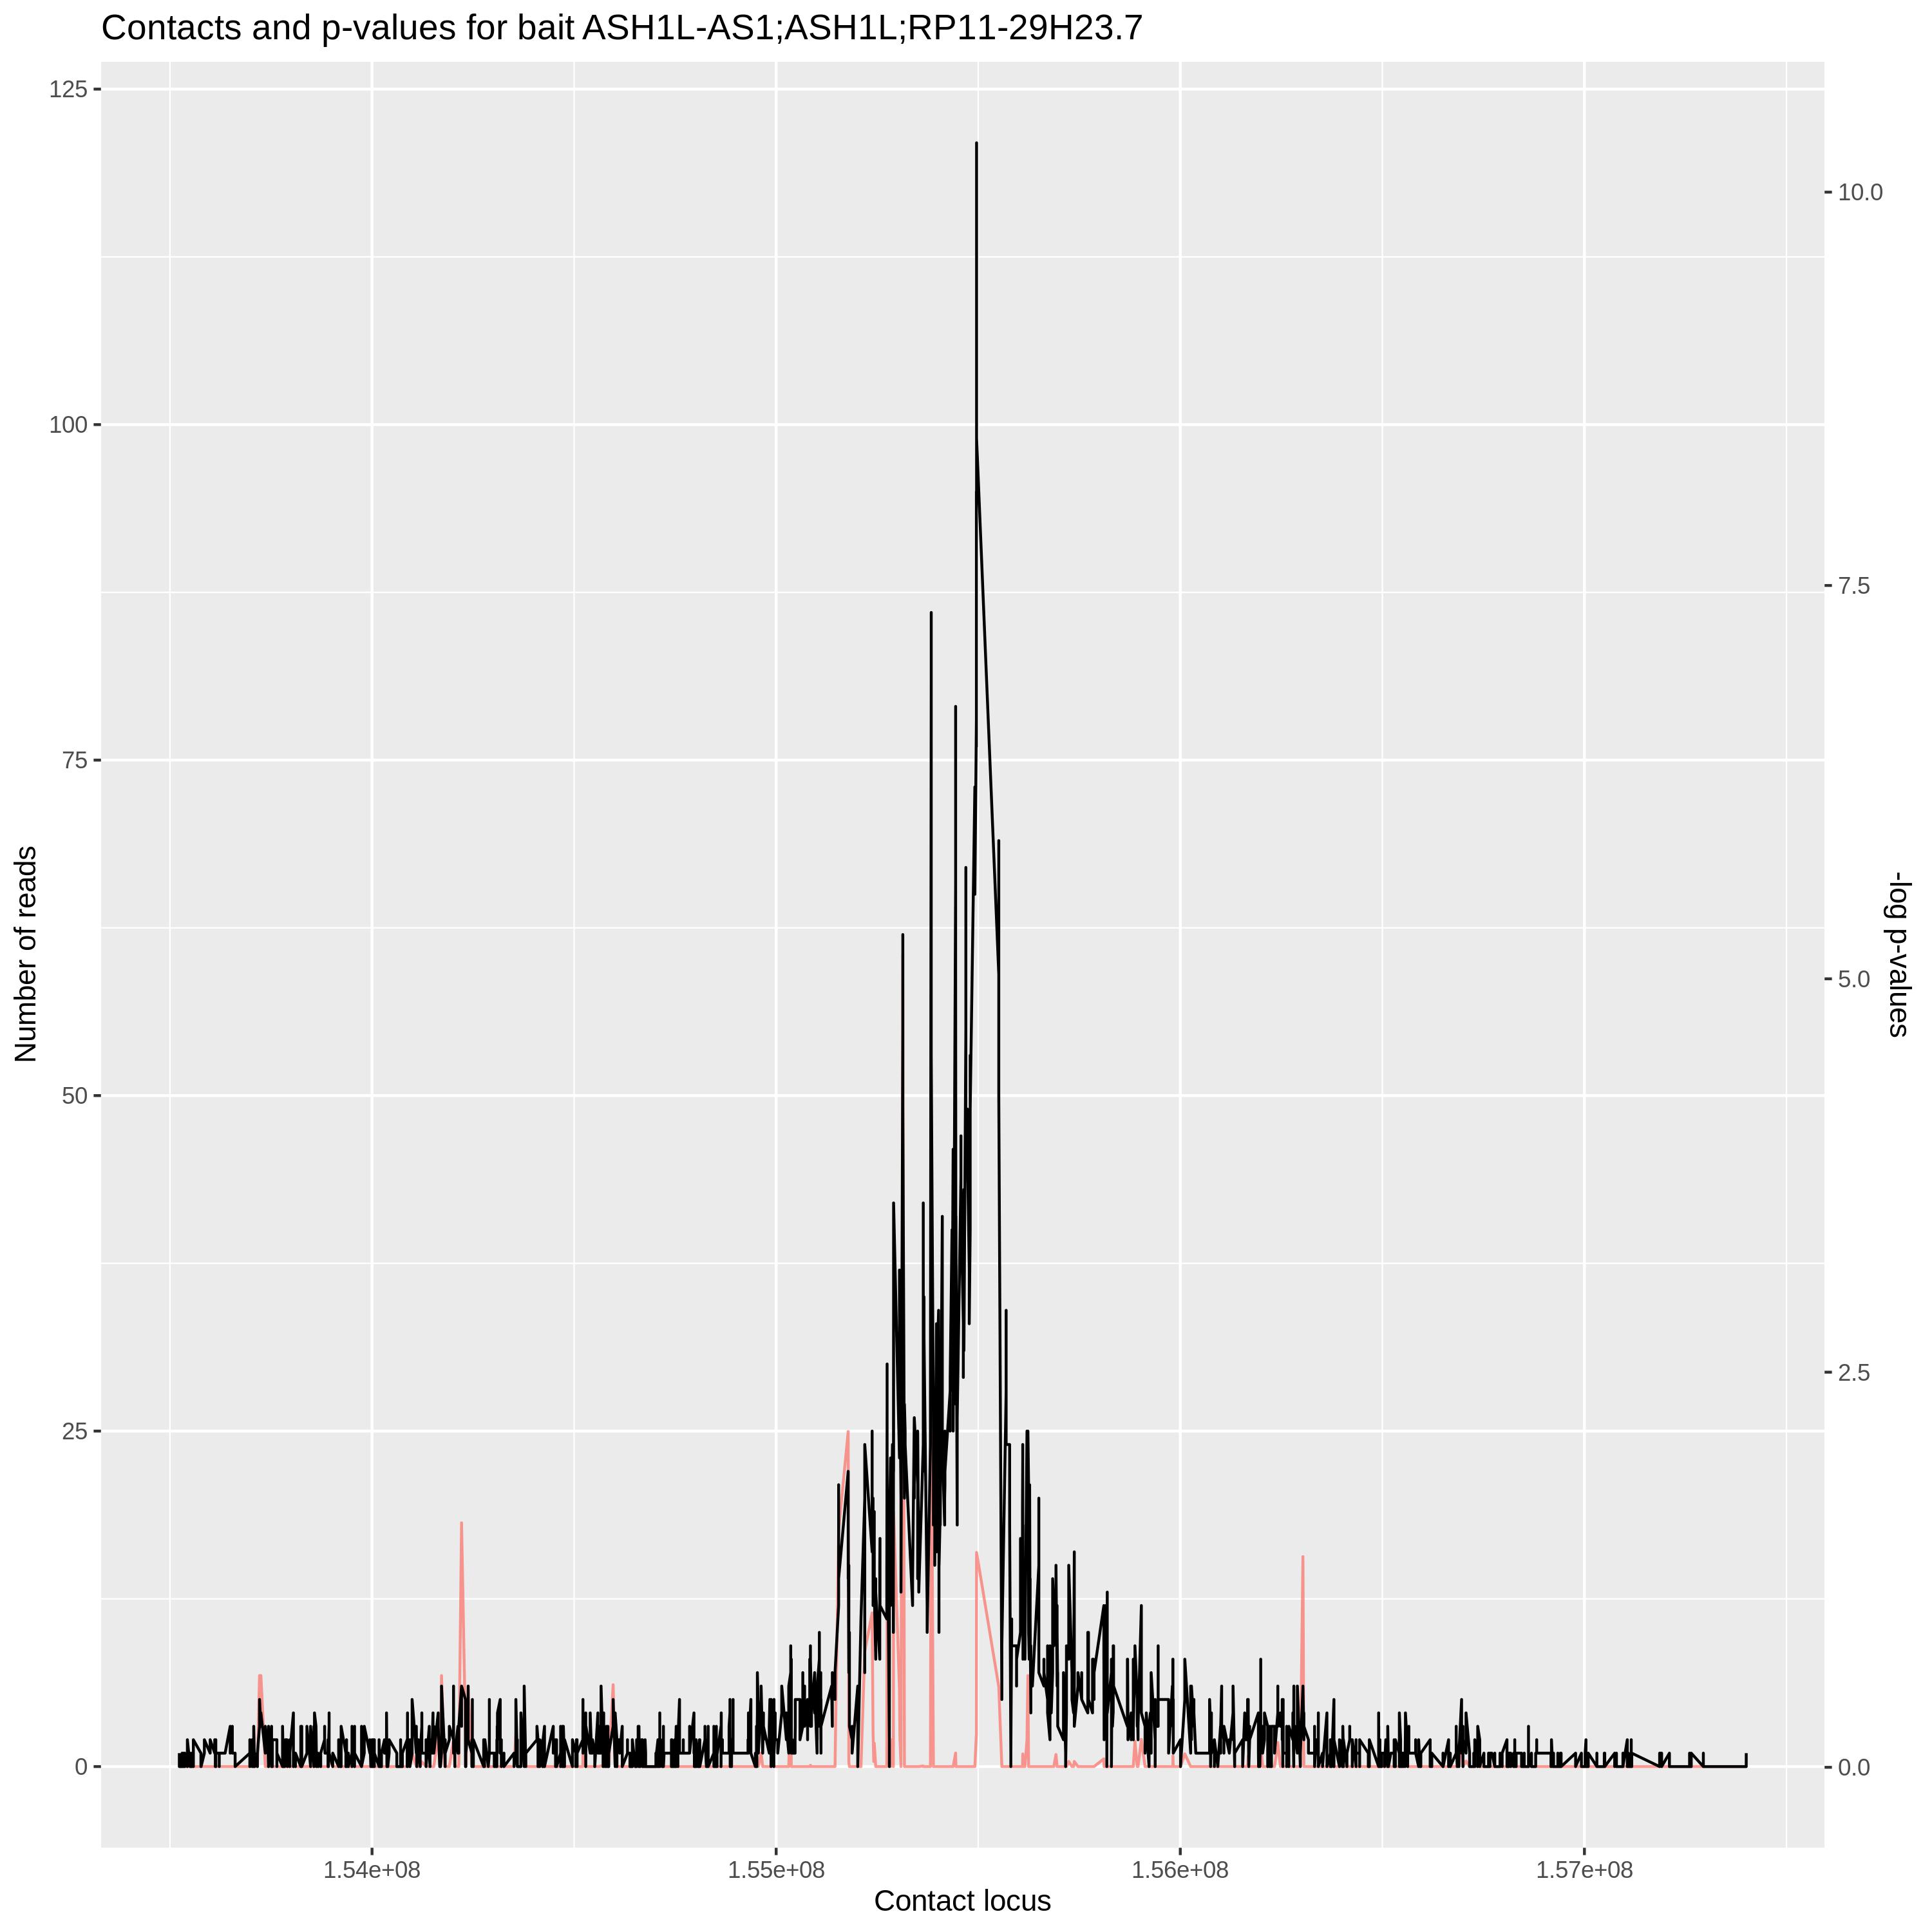 Contacts and p-values for bait ASH1L-AS1;ASH1L;RP11-29H23.7
125
100
75
50
25
0
Number of reads
10.0
7.5
5.0
2.5
0.0
-log p-values
1.54e+08
1.55e+08
1.56e+08
1.57e+08
Contact locus